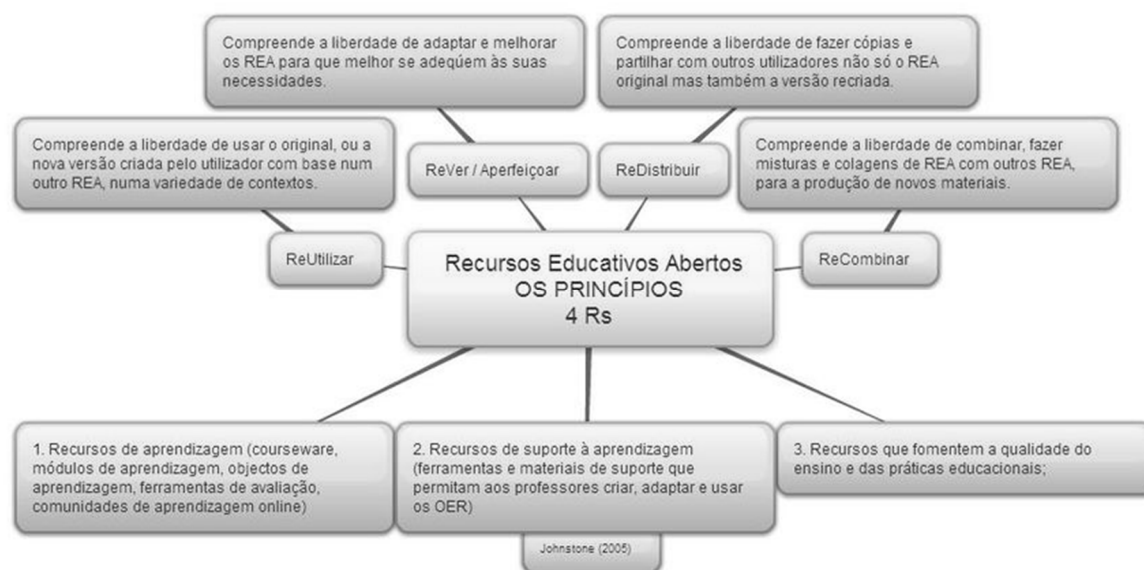 Compreende a liberdade de adaptar e melhorar
os REA para que melhor se adeqúem às suas
necessidades.
Compreende a liberdade de fazer cópias e
partilhar com outros utilizadores não só o REA
original mas também a versão recriada.
Compreende a liberdade de usar o original, ou a
nova versão criada pelo utilizador com base num
outro REA, numa variedade de contextos.
ReVer / Aperfeiçoar
ReDistribuir
Compreende a liberdade de combinar, fazer
misturas e colagens de REA com outros REA,
para a produção de novos materiais.
ReUtilizar
Recursos Educativos Abertos
OS PRINCÍPIOS
4 Rs
ReCombinar
1. Recursos de aprendizagem (courseware,
módulos de aprendizagem, objectos de
aprendizagem, ferramentas de avaliação,
comunidades de aprendizagem online)
2. Recursos de suporte à aprendizagem
(ferramentas e materiais de suporte que
permitam aos professores criar, adaptar e usar
os OER)
3. Recursos que fomentem a qualidade do
ensino e das práticas educacionais;
Johnstone (2005)